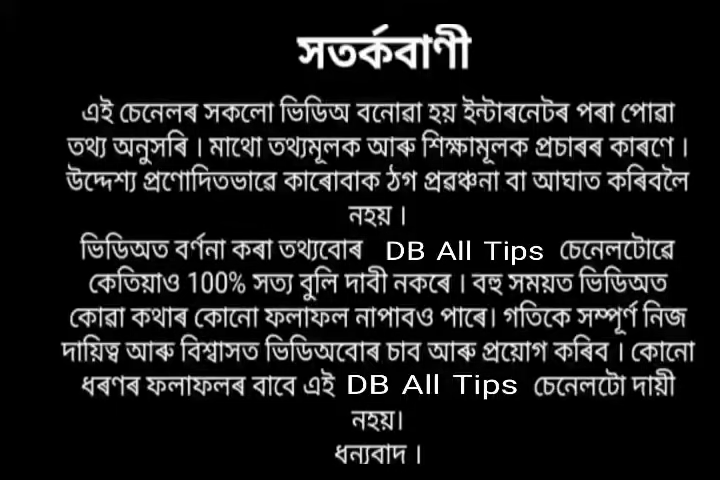 সতৰ্কবাণী
এই চেনেলৰ সকলো ভিডিঅ বনোৱা হয় ইন্টাৰনেটৰ পৰা পোৱা
তথ্য অনুসৰি । মাথো তথ্যমূলক আৰু শিক্ষামূলক প্ৰচাৰৰ কাৰণে ।
উদ্দেশ্য প্ৰণোদিতভাৱে কাৰোবাক ঠগ প্ৰৱঞ্চনা বা আঘাত কৰিবলৈ
নহয় ।
ভিডিঅত বৰ্ণনা কৰা তথ্যবোৰ DB All Tips চেনেলটোৱে
কেতিয়াও 100% সত্য বুলি দাবী নকৰে । বহু সময়ত ভিডিঅত
কোৱা কথাৰ কোনো ফলাফল নাপাবও পাৰে। গতিকে সম্পূৰ্ণ নিজ
দায়িত্ব আৰু বিশ্বাসত ভিডিঅবোৰ চাব আৰু প্ৰয়োগ কৰিব । কোনো
ধৰণৰ ফলাফলৰ বাবে এই DB All Tips চেনেলটো দায়ী
নহয়।
ধন্যবাদ ।